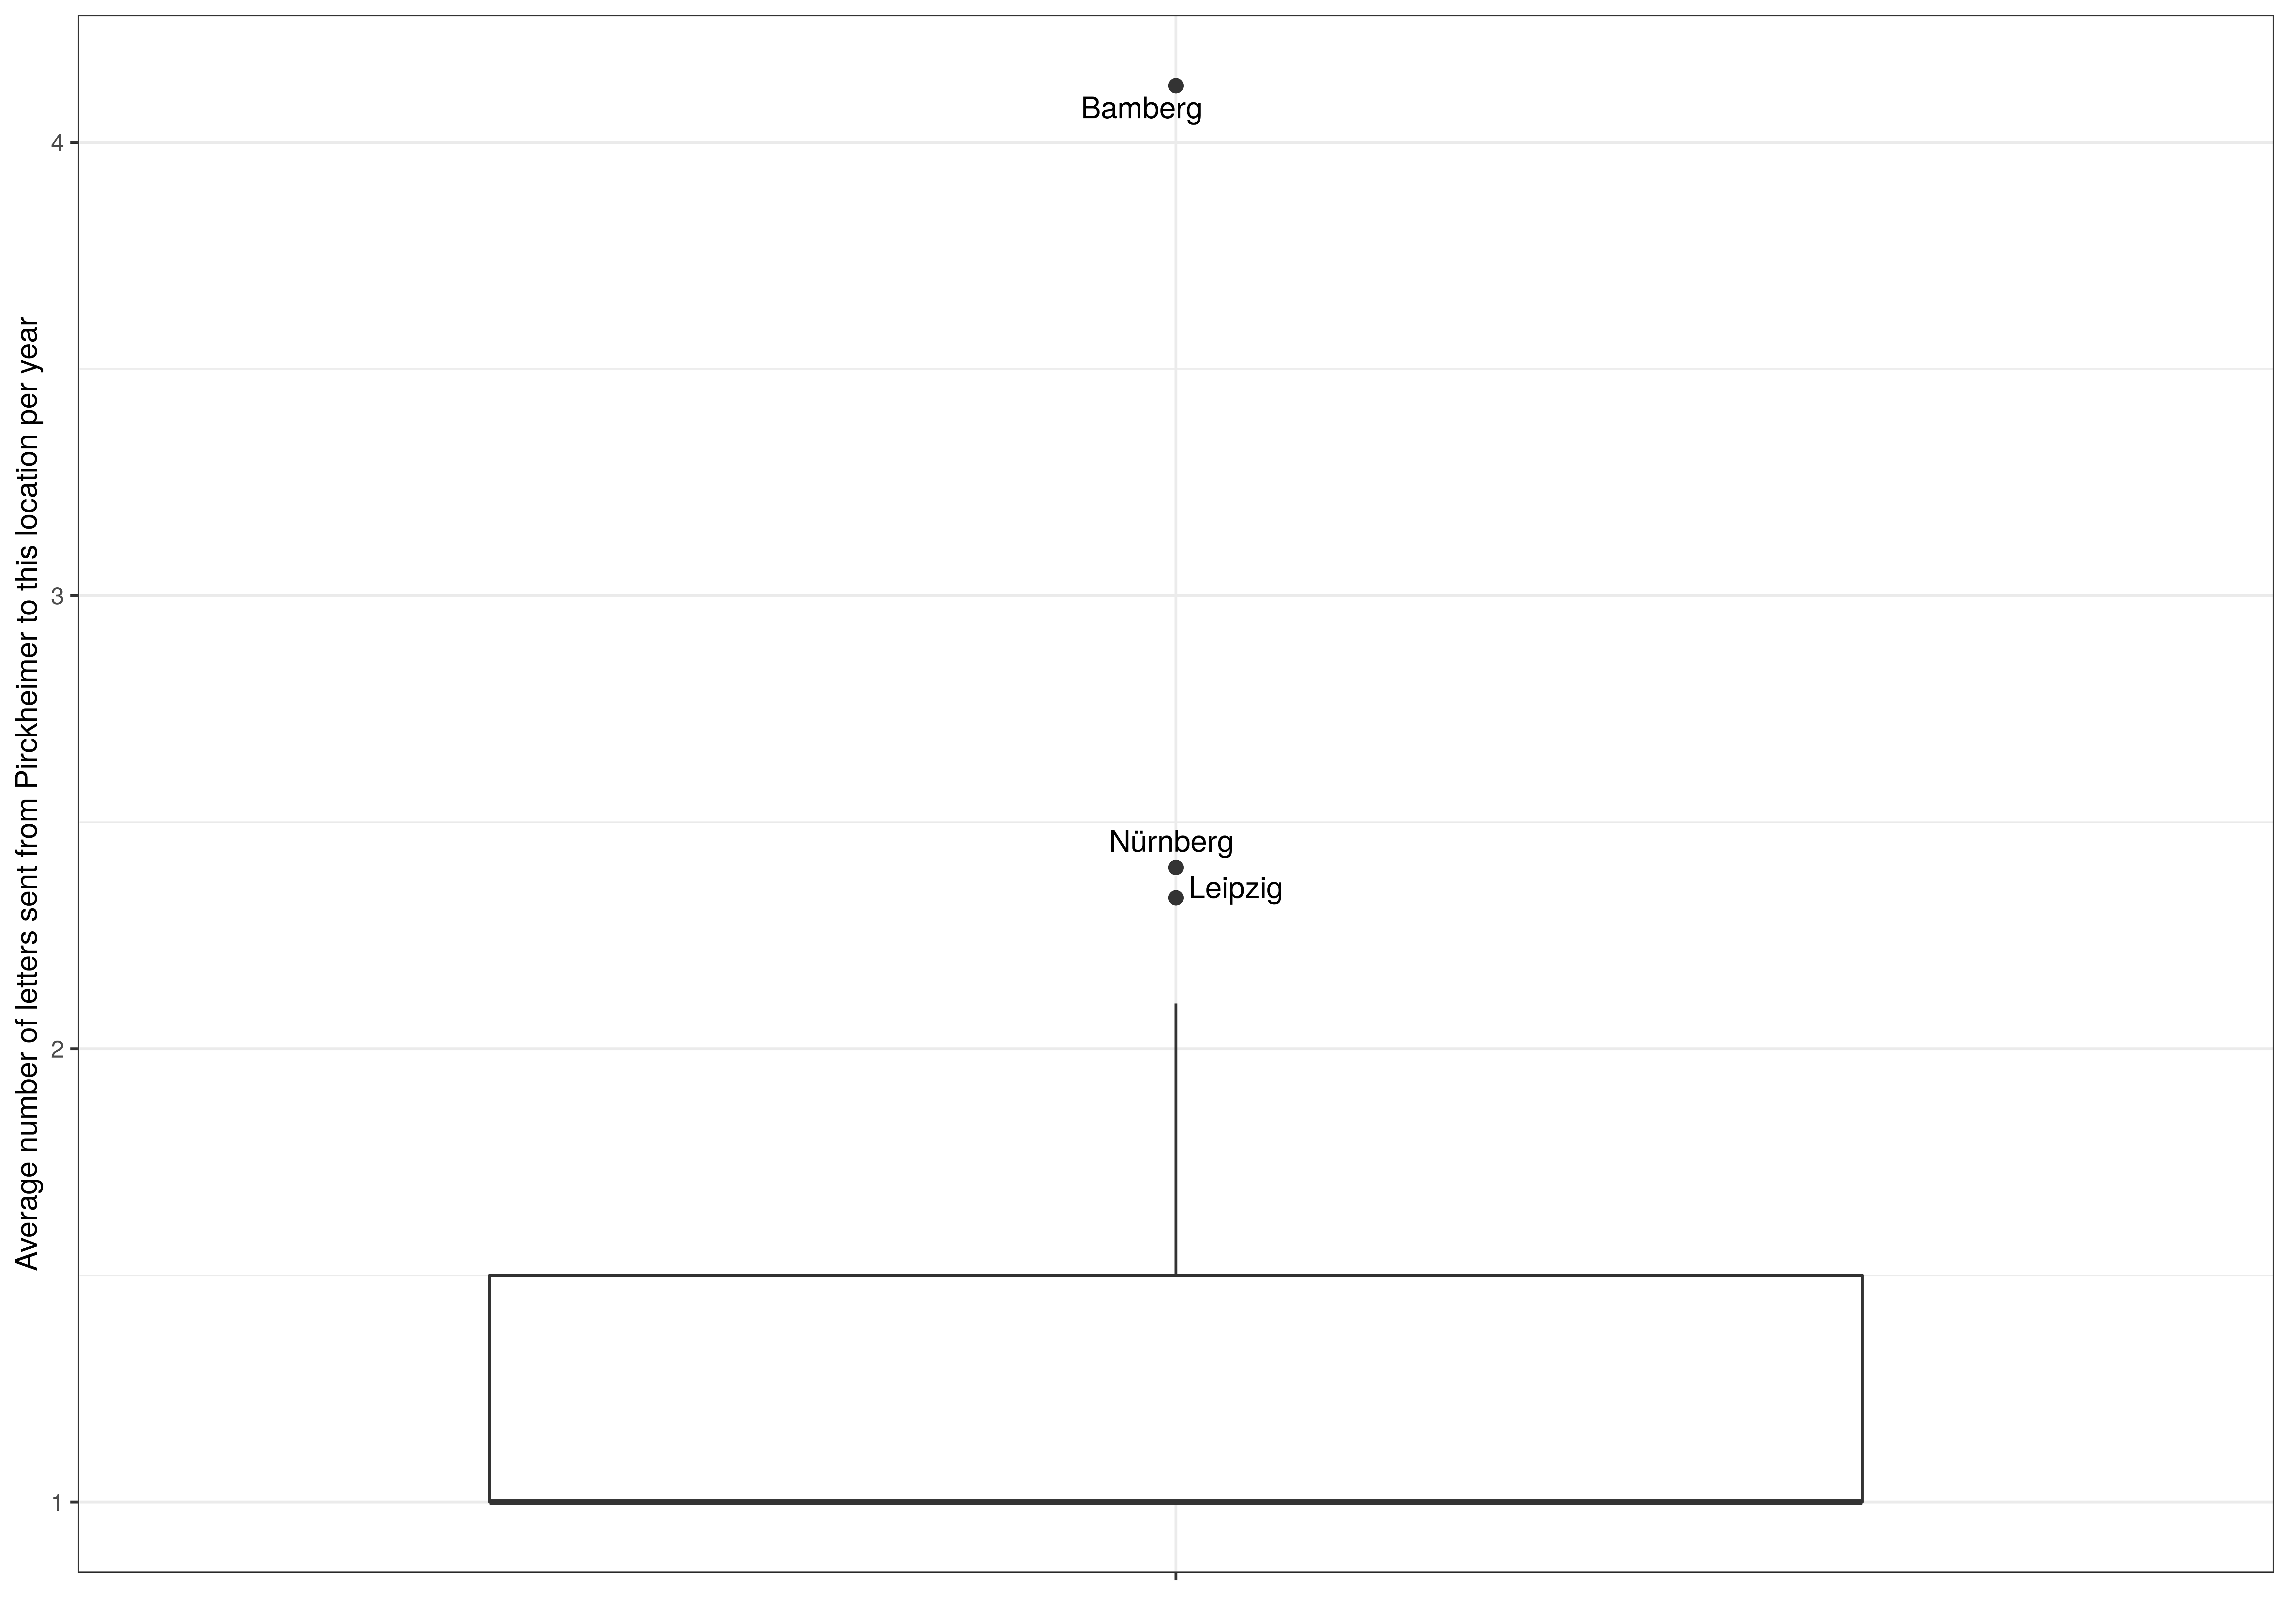 Average number of letters sent from Pirckheimer to this location per year
4
3
2
1
Bamberg
Nürnberg
Leipzig